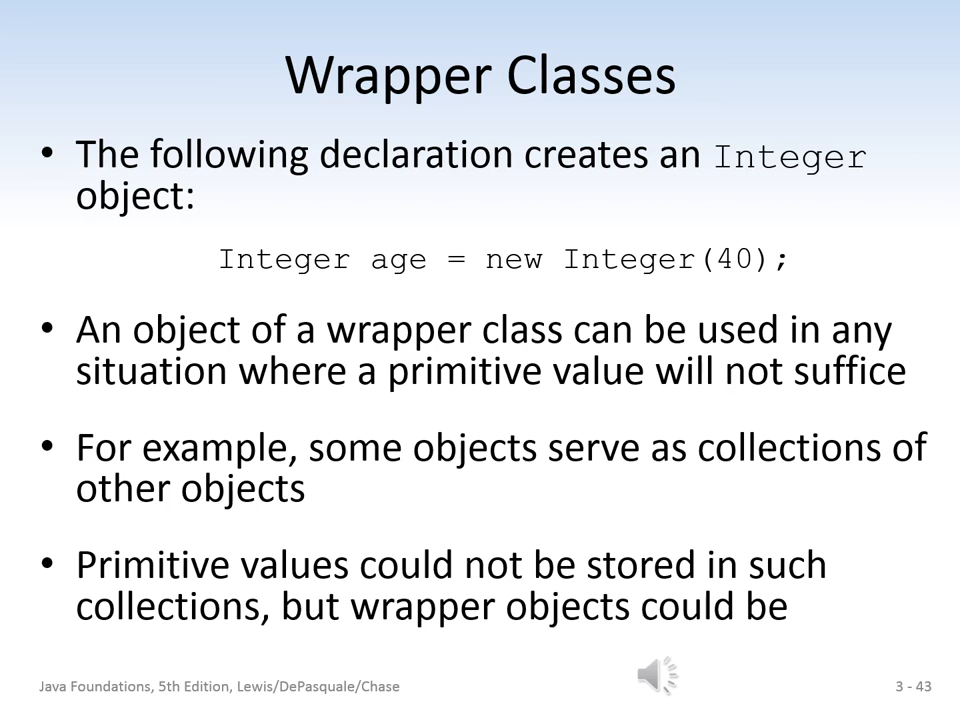 Wrapper Classes
• The following declaration creates an Integer
object:
Integer age = new Integer(40);
• An object of a wrapper class can be used in any
situation where a primitive value will not suffice
• For example, some objects serve as collections of
other objects
• Primitive values could not be stored in such
collections, but wrapper objects could be
Java Foundations, 5th Edition, Lewis/DePasquale/Chase
3 - 43